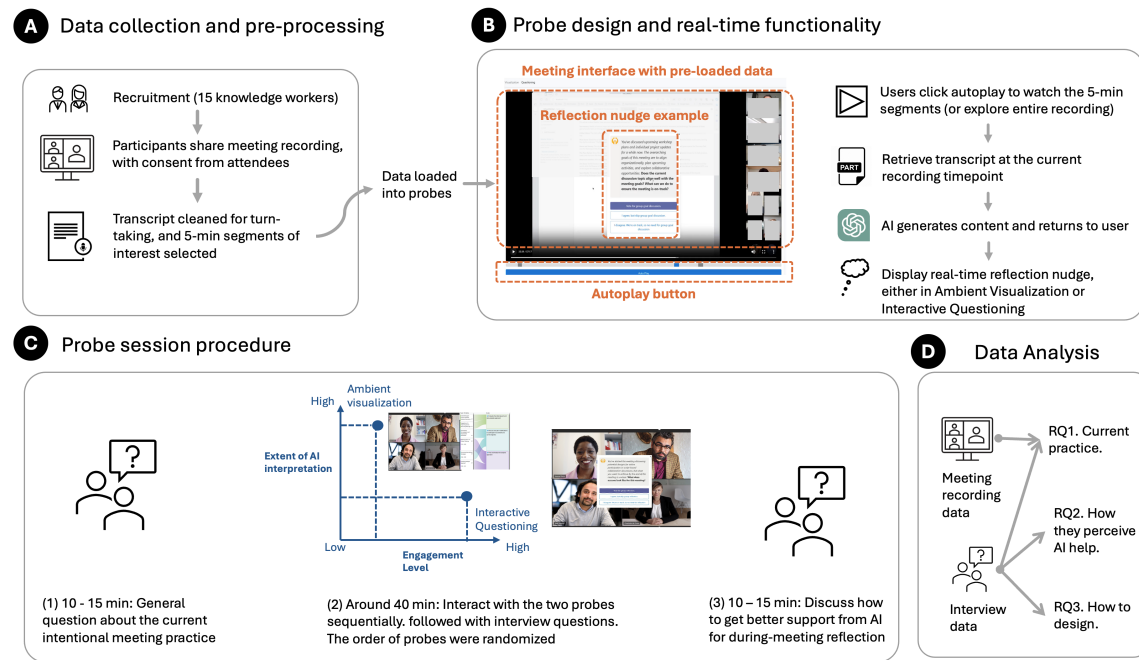 A Data collection and pre-processing
Recruitment (15 knowledge workers)
Participants share meeting recording,
with consent from attendees
Transcript cleaned for turn-
taking, and 5-min segments of
interest selected
Data loaded
into probes
B Probe design and real-time functionality
Meeting interface with pre-loaded data
Reflection nudge example
Autoplay button
Users click autoplay to watch the 5-min
segments (or explore entire recording)
PART
Retrieve transcript at the current
recording timepoint
AI generates content and returns to user
Display real-time reflection nudge,
either in Ambient Visualization or
Interactive Questioning
C Probe session procedure
?
(1) 10 - 15 min: General
question about the current
intentional meeting practice
Ambient
visualization
High
Extent of AI
interpretation
Interactive
Questioning
Low
Engagement
Level
High
(2) Around 40 min: Interact with the two probes
sequentially. followed with interview questions.
The order of probes were randomized
?
(3) 10 – 15 min: Discuss how
to get better support from AI
for during-meeting reflection
D Data Analysis
Meeting
recording
data
?
Interview
data
RQ1. Current
practice.
RQ2. How
they perceive
AI help.
RQ3. How to
design.